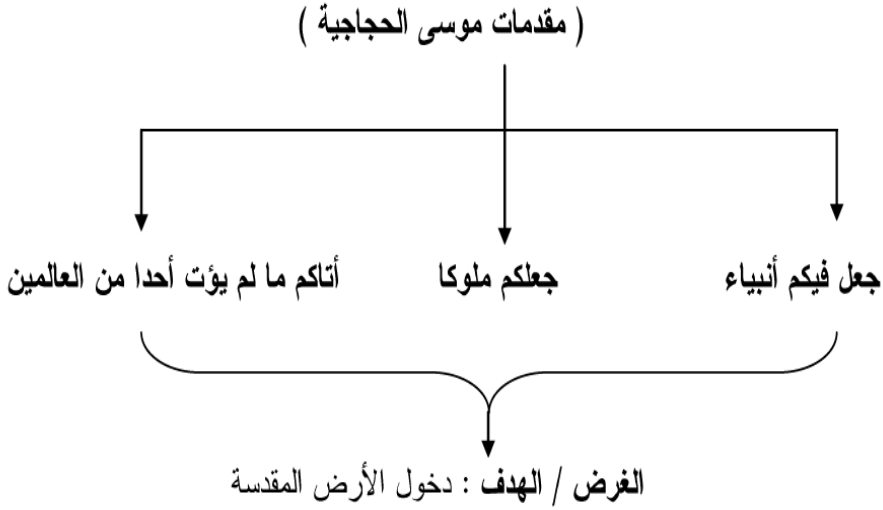 ( مقدمات موسى الحجاجية )
جعل فيكم أنبياء
جعلكم ملوكا
أتاكم ما لم يؤت أحدا من العالمين
الغرض / الهدف : دخول الأرض المقدسة